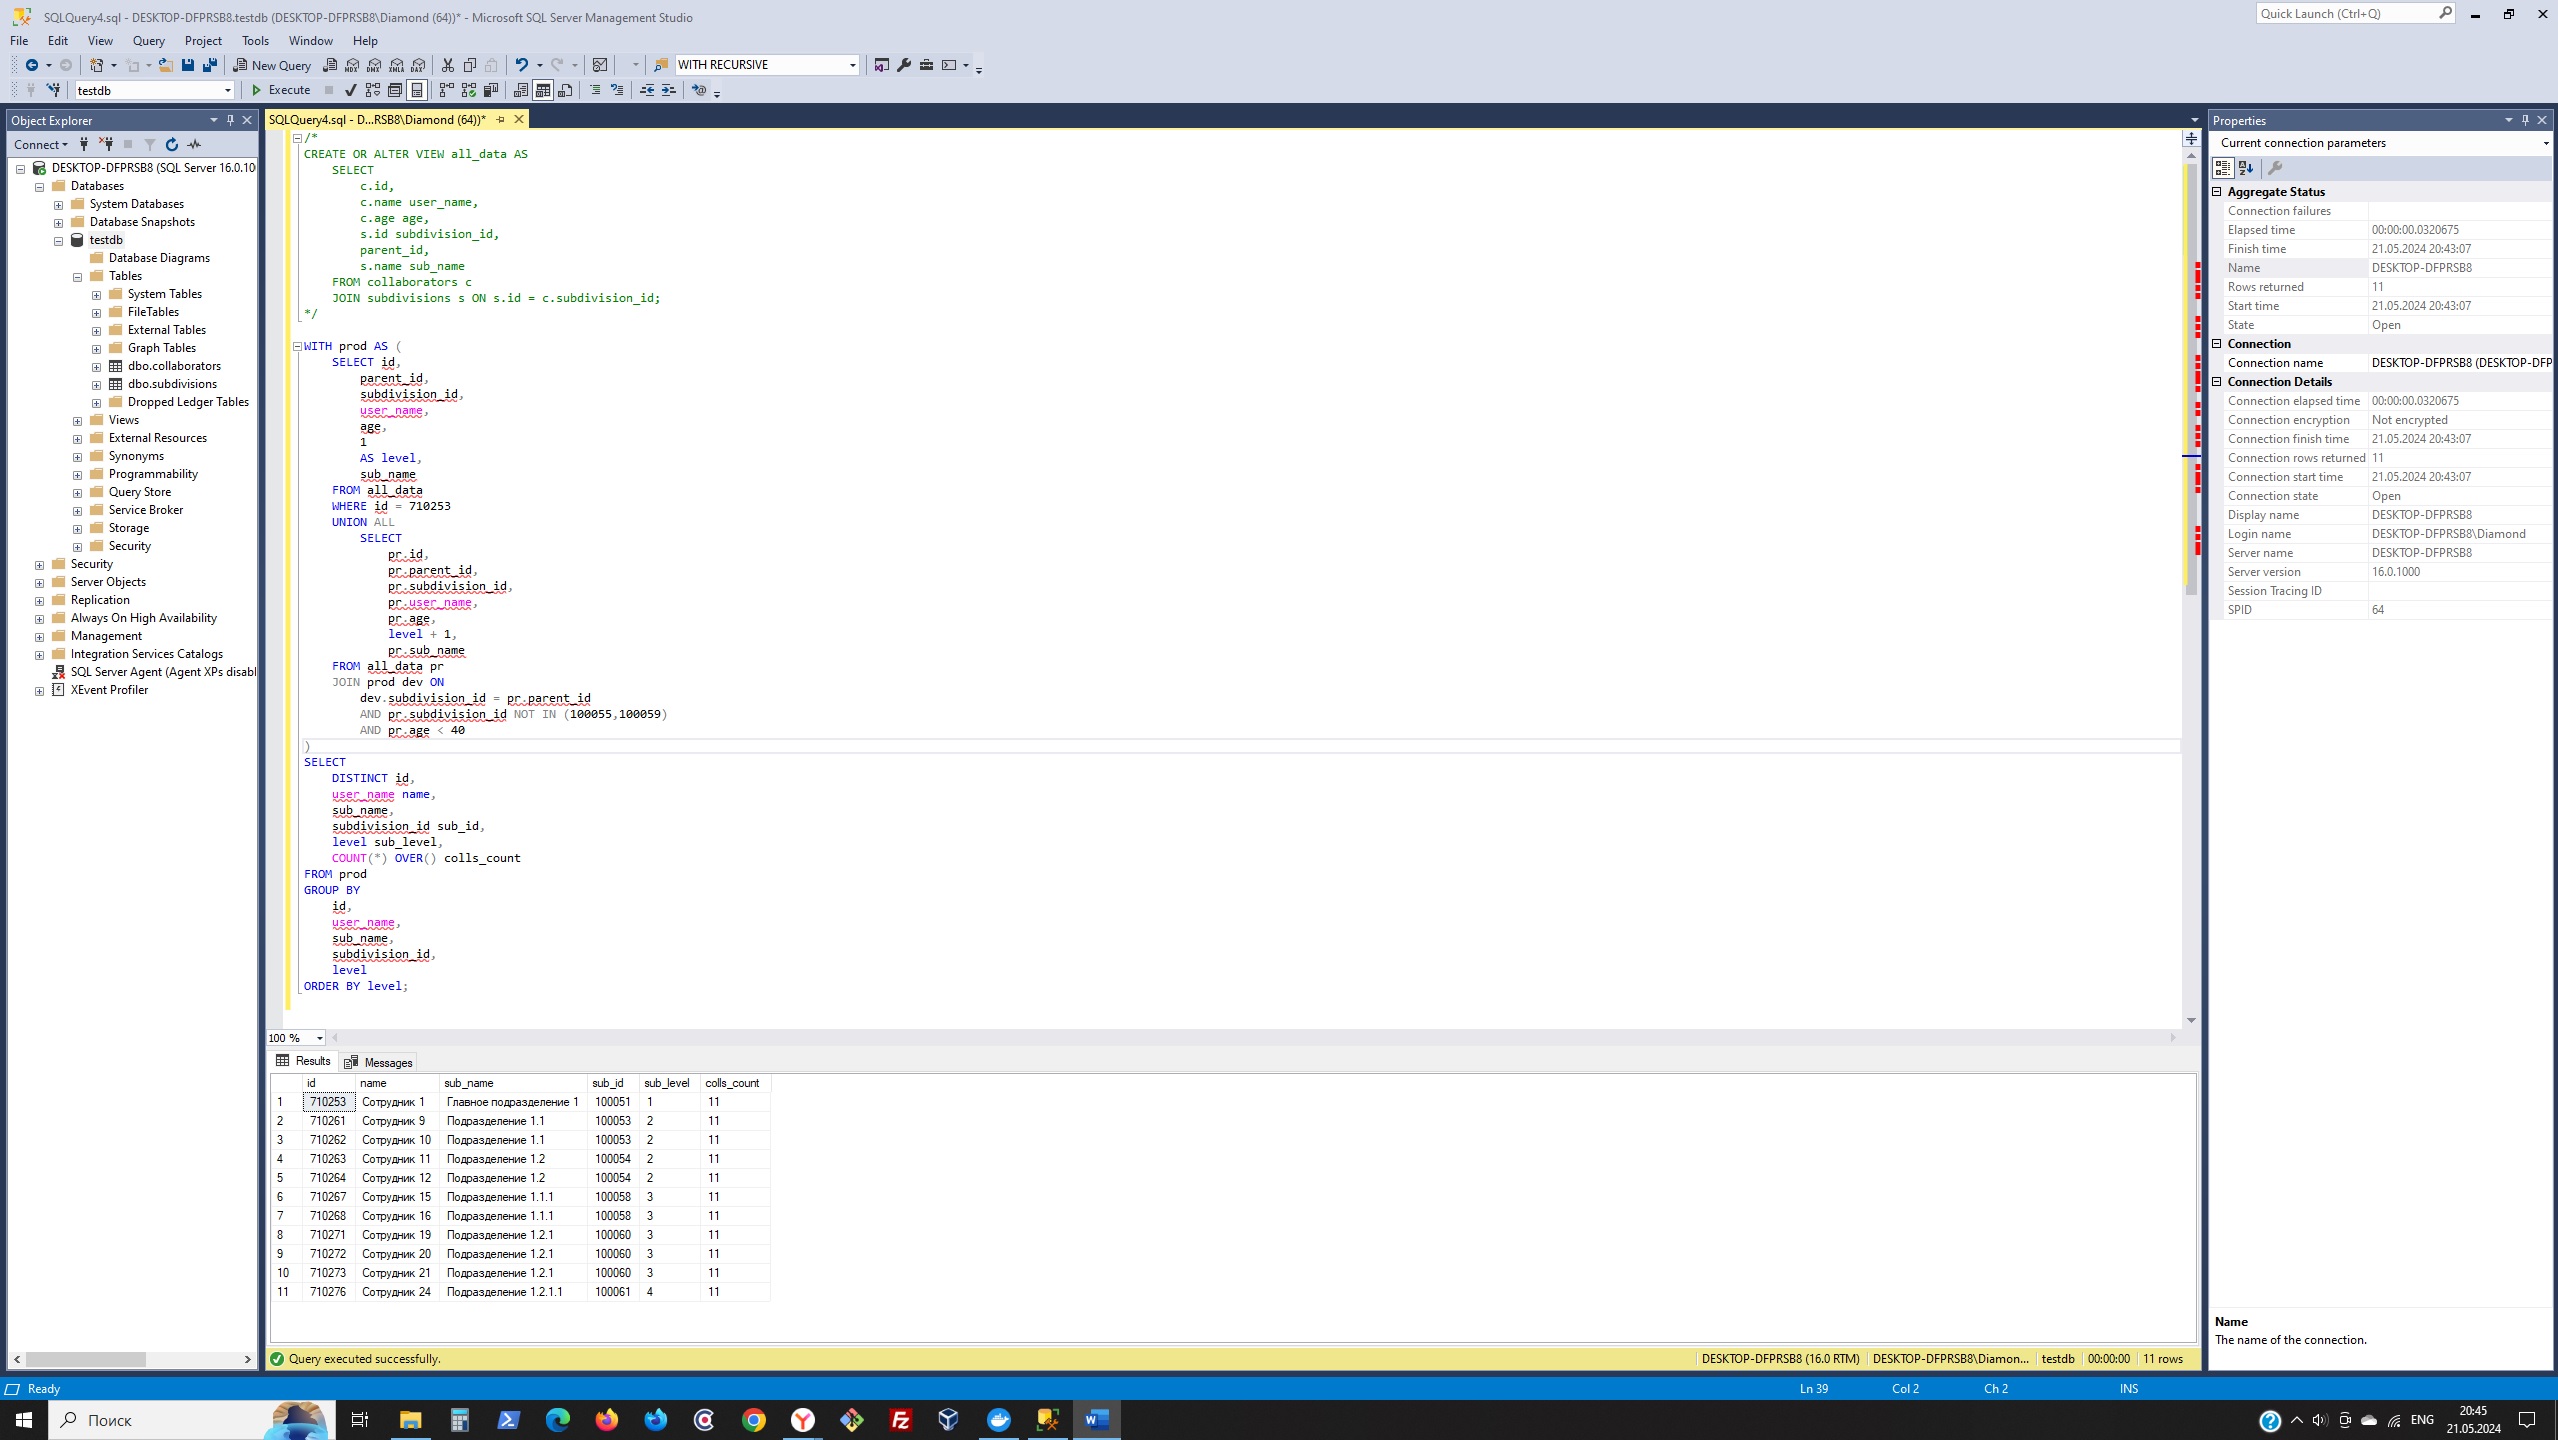 SQLQuery4.sql - DESKTOP-DFPRSB8.testdb (DESKTOP-DFPRSB8\Diamond (64))* - Microsoft SQL Server Management Studio
Quick Launch (Ctrl+Q)
File Edit View Query Project Tools Window Help
New Query MDX DMX XMLA DAX WITH RECURSIVE
testdb Execute
Object Explorer
Connect
DESKTOP-DFPRSB8 (SQL Server 16.0.10
Databases
System Databases
Database Snapshots
testdb
Database Diagrams
Tables
System Tables
FileTables
External Tables
Graph Tables
dbo.collaborators
dbo.subdivisions
Dropped Ledger Tables
Views
External Resources
Synonyms
Programmability
Query Store
Service Broker
Storage
Security
Security
Server Objects
Replication
Always On High Availability
Management
Integration Services Catalogs
SQL Server Agent (Agent XPs disabl
XEvent Profiler
SQLQuery4.sql - D...RSB8\Diamond (64))*
/*
CREATE OR ALTER VIEW all_data AS
SELECT
c.id,
c.name user_name,
c.age age,
s.id subdivision_id,
parent_id,
s.name sub_name
FROM collaborators c
JOIN subdivisions s ON s.id = c.subdivision_id;
*/
WITH prod AS (
SELECT id,
parent_id,
subdivision_id,
user_name,
age,
1
AS level,
sub_name
FROM all_data
WHERE id = 710253
UNION ALL
SELECT
pr.id,
pr.parent_id,
pr.subdivision_id,
pr.user_name,
pr.age,
level + 1,
pr.sub_name
FROM all_data pr
JOIN prod dev ON
dev.subdivision_id = pr.parent_id
AND pr.subdivision_id NOT IN (100055,100059)
AND pr.age < 40
)
SELECT
DISTINCT id,
user_name name,
sub_name,
subdivision_id sub_id,
level sub_level,
COUNT(*) OVER() colls_count
FROM prod
GROUP BY
id,
user_name,
sub_name,
subdivision_id,
level
ORDER BY level;
100 %
Results Messages
id name sub_name sub_id sub_level colls_count
1 710253 Сотрудник 1 Главное подразделение 1 100051 1 11
2 710261 Сотрудник 9 Подразделение 1.1 100053 2 11
3 710262 Сотрудник 10 Подразделение 1.1 100053 2 11
4 710263 Сотрудник 11 Подразделение 1.2 100054 2 11
5 710264 Сотрудник 12 Подразделение 1.2 100054 2 11
6 710267 Сотрудник 15 Подразделение 1.1.1 100058 3 11
7 710268 Сотрудник 16 Подразделение 1.1.1 100058 3 11
8 710271 Сотрудник 19 Подразделение 1.2.1 100060 3 11
9 710272 Сотрудник 20 Подразделение 1.2.1 100060 3 11
10 710273 Сотрудник 21 Подразделение 1.2.1 100060 3 11
11 710276 Сотрудник 24 Подразделение 1.2.1.1 100061 4 11
Query executed successfully. DESKTOP-DFPRSB8 (16.0 RTM) DESKTOP-DFPRSB8\Diamon... testdb 00:00:00 11 rows
Properties
Current connection parameters
Aggregate Status
Connection failures
Elapsed time 00:00:00.0320675
Finish time 21.05.2024 20:43:07
Name DESKTOP-DFPRSB8
Rows returned 11
Start time 21.05.2024 20:43:07
State Open
Connection
Connection name DESKTOP-DFPRSB8 (DESKTOP-DFP
Connection Details
Connection elapsed time 00:00:00.0320675
Connection encryption Not encrypted
Connection finish time 21.05.2024 20:43:07
Connection rows returned 11
Connection start time 21.05.2024 20:43:07
Connection state Open
Display name DESKTOP-DFPRSB8
Login name DESKTOP-DFPRSB8\Diamond
Server name DESKTOP-DFPRSB8
Server version 16.0.1000
Session Tracing ID
SPID 64
Name
The name of the connection.
Ready Ln 39 Col 2 Ch 2 INS
Поиск
ENG
20:45
21.05.2024